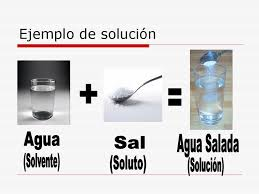 Ejemplo de solución
+
=
Agua
(Solvente)
Sal
(Soluto)
Agua Salada
(Solución)